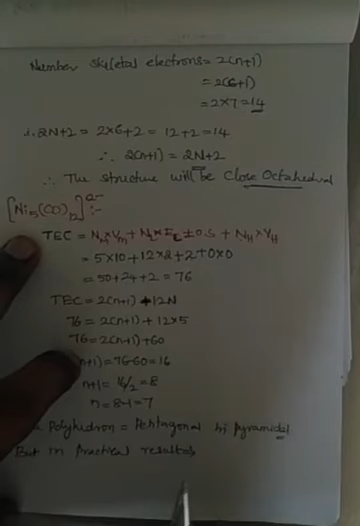 Number skeletal electrons = 2(n+1)
= 2(6+1)
= 2×7 = 14
2N+2 = 2×6+2 = 12+2 = 14
∴ 2(n+1) = 2N+2
∴ The structure will be Close Octahedral
[Ni5(CO)12]2- :-
TEC = NM×VM + NL×EL ± O.S + NH×VH
= 5×10 + 12×2 + 2 + 0×0
= 50+24+2 = 76
TEC = 2(n+1) + 12N
76 = 2(n+1) + 12×5
76 = 2(n+1) + 60
n+1) = 76-60 = 16
n+1 = 16/2 = 8
n = 8-1 = 7
Polyhedron = Pentagonal bi pyramidal
But in practical results